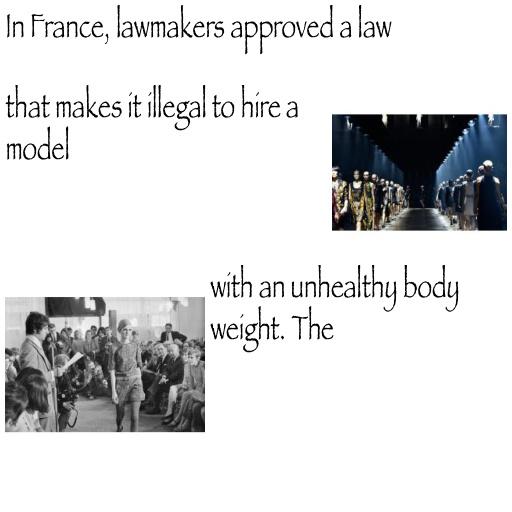 In France, lawmakers approved a law
that makes it illegal to hire a
model
with an unhealthy body
weight. The